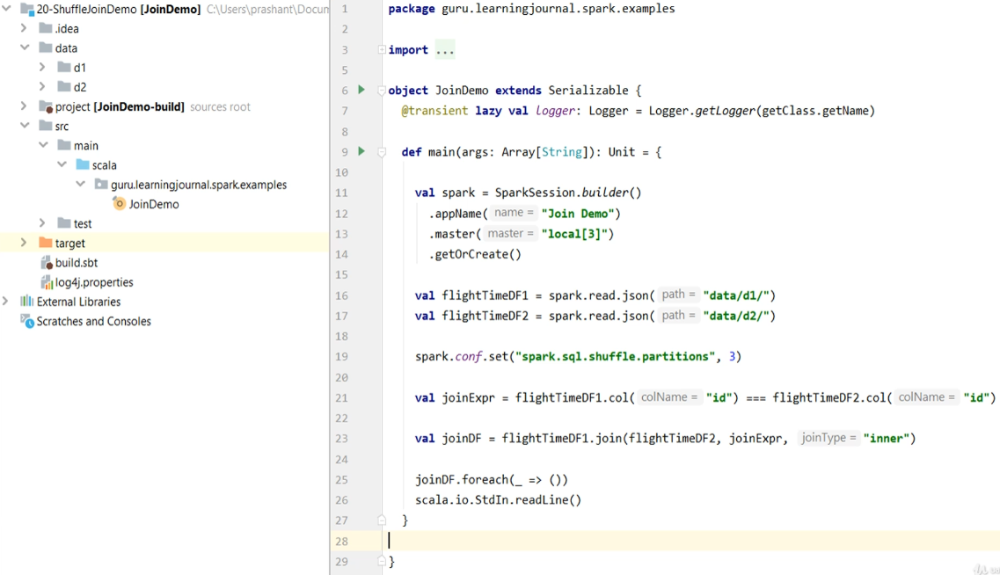 20-ShuffleJoinDemo [JoinDemo] C:\Users\prashant\Docum
.idea
data
d1
d2
project [JoinDemo-build] sources root
src
main
scala
guru.learningjournal.spark.examples
JoinDemo
test
target
build.sbt
log4j.properties
External Libraries
Scratches and Consoles
1 package guru.learningjournal.spark.examples
2
3 import ...
5
6 object JoinDemo extends Serializable {
7 @transient lazy val logger: Logger = Logger.getLogger(getClass.getName)
8
9 def main(args: Array[String]): Unit = {
10
11 val spark = SparkSession.builder()
12 .appName( name = "Join Demo")
13 .master( master = "local[3]")
14 .getOrCreate()
15
16 val flightTimeDF1 = spark.read.json( path = "data/d1/")
17 val flightTimeDF2 = spark.read.json( path = "data/d2/")
18
19 spark.conf.set("spark.sql.shuffle.partitions", 3)
20
21 val joinExpr = flightTimeDF1.col( colName = "id") === flightTimeDF2.col( colName = "id")
22
23 val joinDF = flightTimeDF1.join(flightTimeDF2, joinExpr, joinType = "inner")
24
25 joinDF.foreach(_ => ())
26 scala.io.StdIn.readLine()
27 }
28
29 }